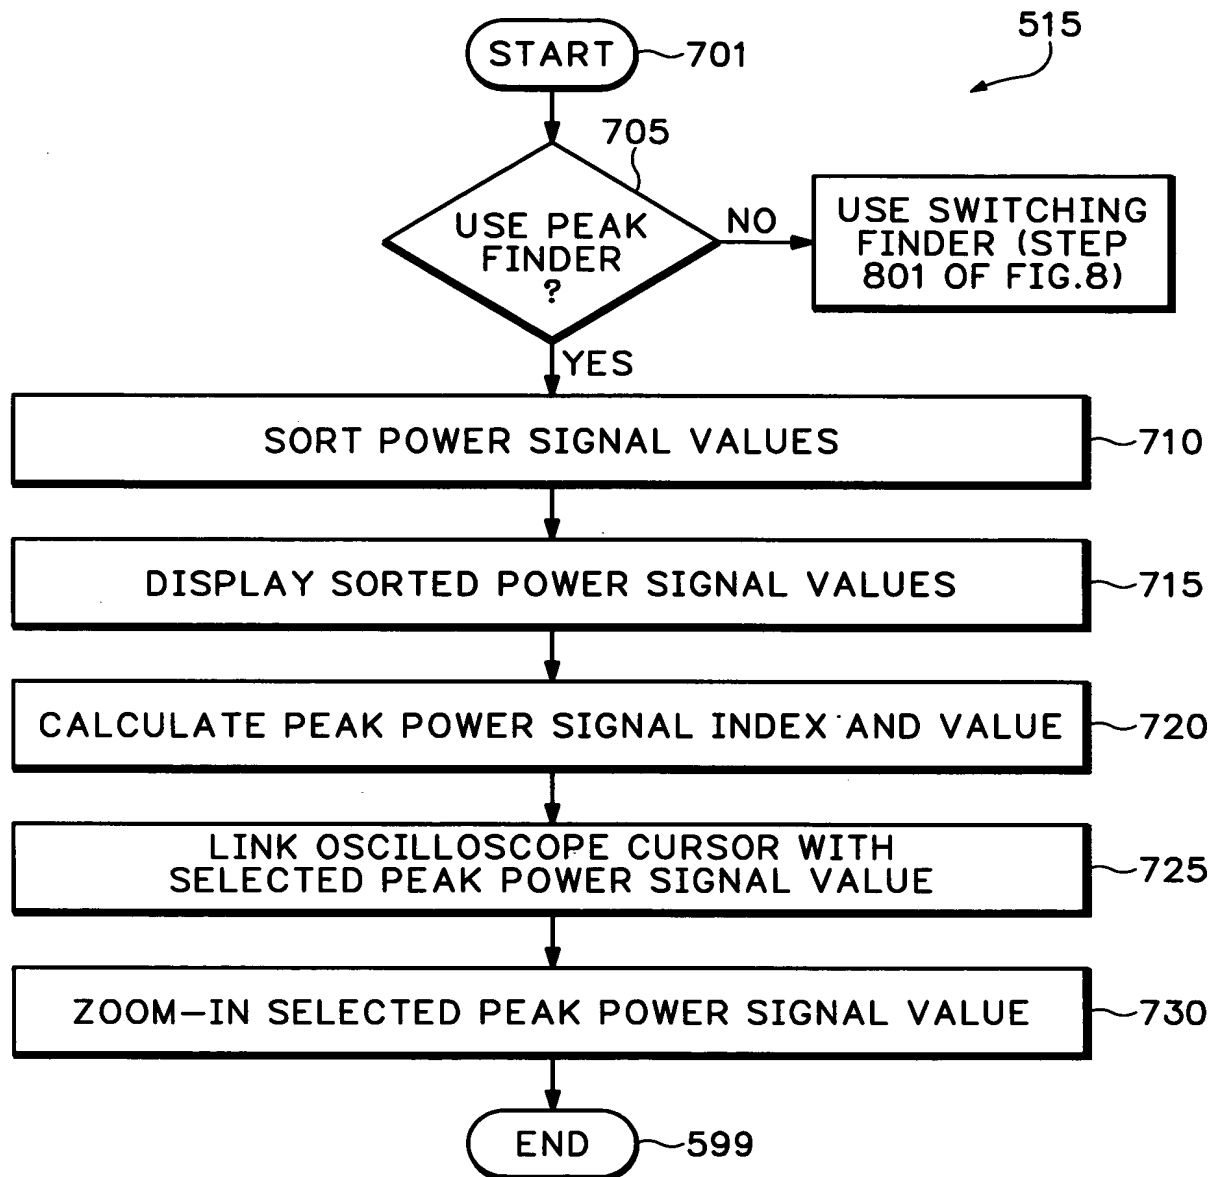 515
START
701
705
USE PEAK
FINDER
?
NO
USE SWITCHING
FINDER (STEP
801 OF FIG.8)
YES
SORT POWER SIGNAL VALUES
710
DISPLAY SORTED POWER SIGNAL VALUES
715
CALCULATE PEAK POWER SIGNAL INDEX AND VALUE
720
LINK OSCILLOSCOPE CURSOR WITH
SELECTED PEAK POWER SIGNAL VALUE
725
ZOOM-IN SELECTED PEAK POWER SIGNAL VALUE
730
END
599